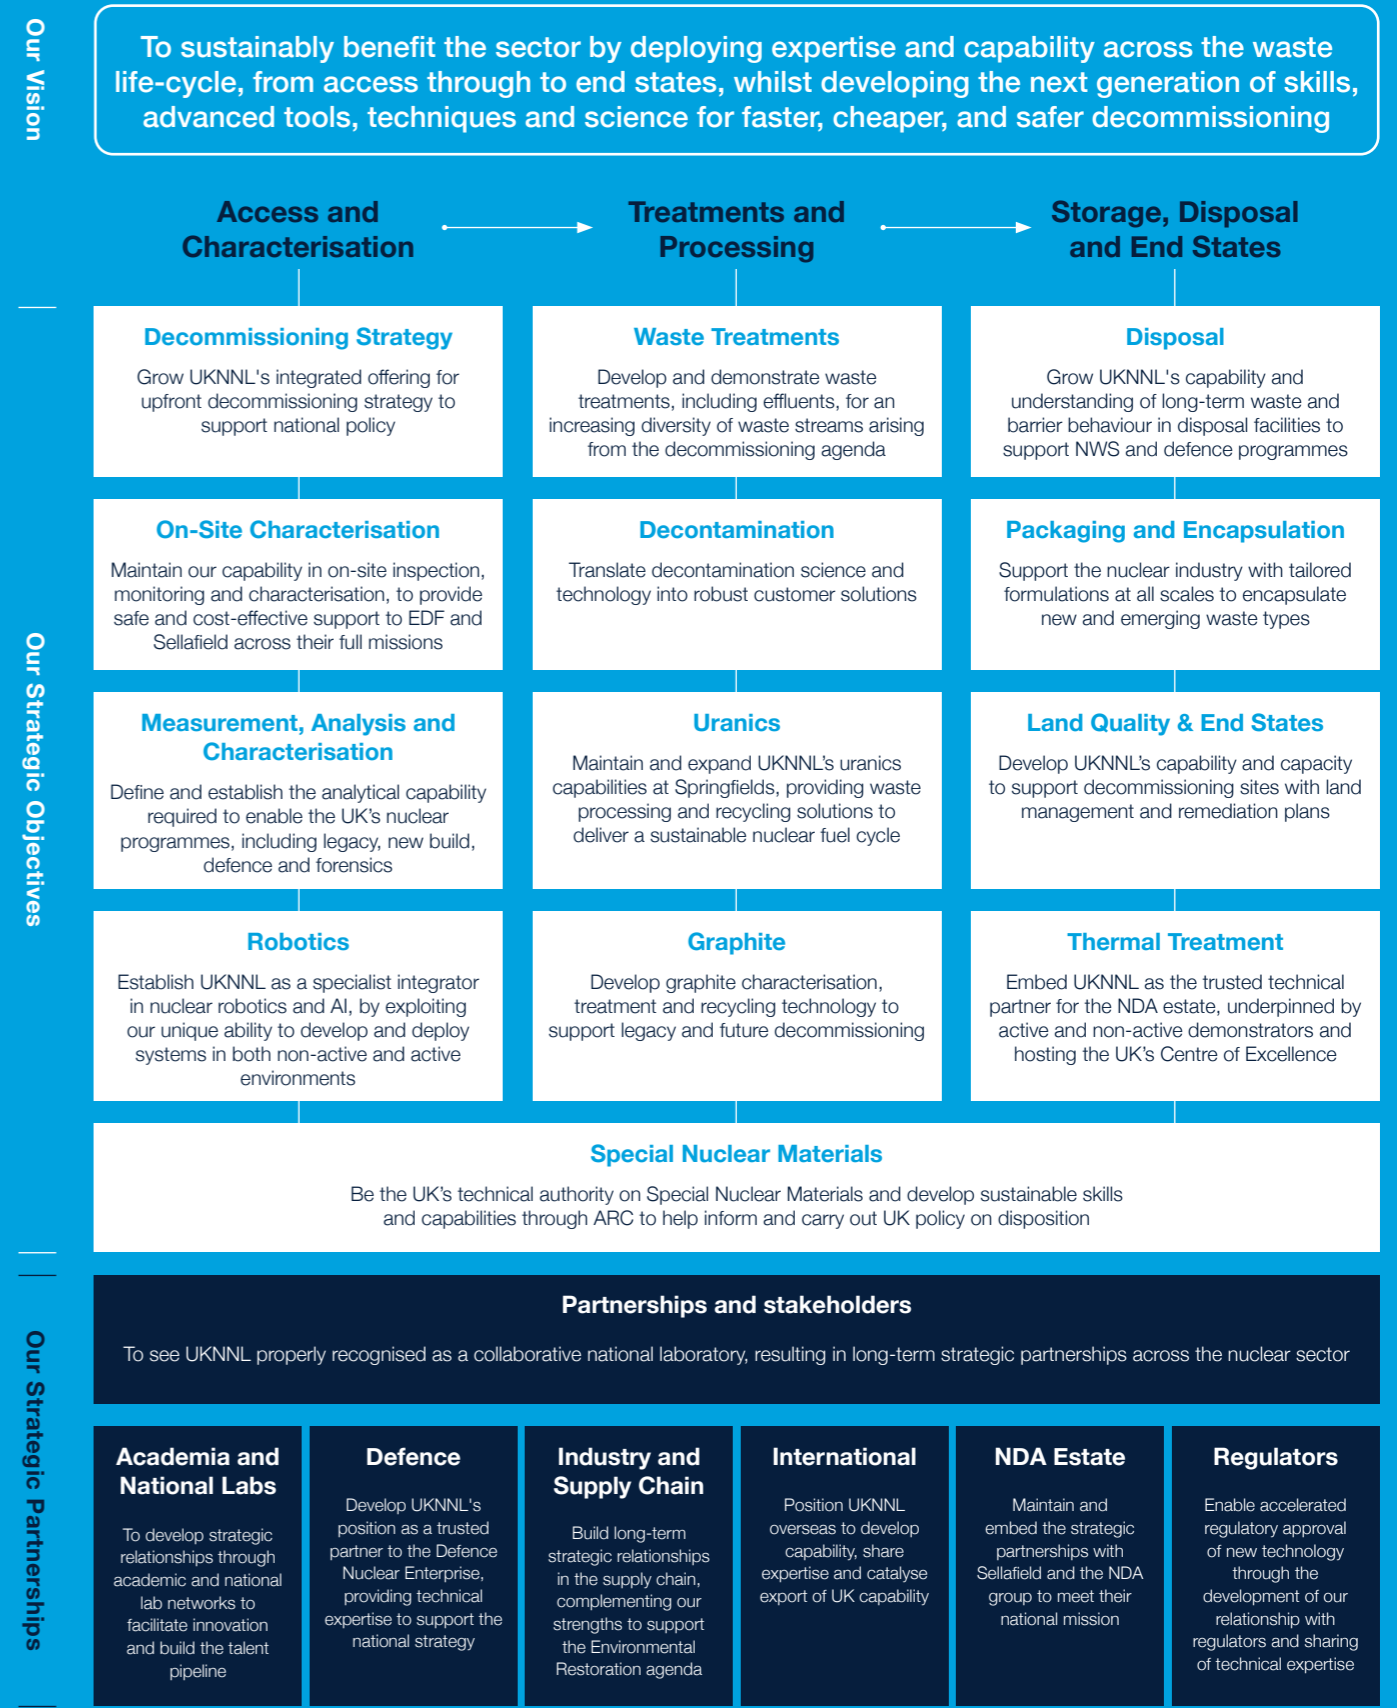 Our Vision
To sustainably benefit the sector by deploying expertise and capability across the waste
life-cycle, from access through to end states, whilst developing the next generation of skills,
advanced tools, techniques and science for faster, cheaper, and safer decommissioning
Access and
Characterisation
Treatments and
Processing
Storage, Disposal
and End States
Our Strategic Objectives
Decommissioning Strategy
Grow UKNNL's integrated offering for
upfront decommissioning strategy to
support national policy
On-Site Characterisation
Maintain our capability in on-site inspection,
monitoring and characterisation, to provide
safe and cost-effective support to EDF and
Sellafield across their full missions
Measurement, Analysis and
Characterisation
Define and establish the analytical capability
required to enable the UK's nuclear
programmes, including legacy, new build,
defence and forensics
Robotics
Establish UKNNL as a specialist integrator
in nuclear robotics and AI, by exploiting
our unique ability to develop and deploy
systems in both non-active and active
environments
Waste Treatments
Develop and demonstrate waste
treatments, including effluents, for an
increasing diversity of waste streams arising
from the decommissioning agenda
Decontamination
Translate decontamination science and
technology into robust customer solutions
Uranics
Maintain and expand UKNNL’s uranics
capabilities at Springfields, providing waste
processing and recycling solutions to
deliver a sustainable nuclear fuel cycle
Graphite
Develop graphite characterisation,
treatment and recycling technology to
support legacy and future decommissioning
Disposal
Grow UKNNL's capability and
understanding of long-term waste and
barrier behaviour in disposal facilities to
support NWS and defence programmes
Packaging and Encapsulation
Support the nuclear industry with tailored
formulations at all scales to encapsulate
new and emerging waste types
Land Quality & End States
Develop UKNNL’s capability and capacity
to support decommissioning sites with land
management and remediation plans
Thermal Treatment
Embed UKNNL as the trusted technical
partner for the NDA estate, underpinned by
active and non-active demonstrators and
hosting the UK’s Centre of Excellence
Special Nuclear Materials
Be the UK’s technical authority on Special Nuclear Materials and develop sustainable skills
and capabilities through ARC to help inform and carry out UK policy on disposition
Our Strategic Partnerships
Partnerships and stakeholders
To see UKNNL properly recognised as a collaborative national laboratory, resulting in long-term strategic partnerships across the nuclear sector
Academia and
National Labs
To develop strategic
relationships through
academic and national
lab networks to
facilitate innovation
and build the talent
pipeline
Defence
Develop UKNNL's
position as a trusted
partner to the Defence
Nuclear Enterprise,
providing technical
expertise to support the
national strategy
Industry and
Supply Chain
Build long-term
strategic relationships
in the supply chain,
complementing our
strengths to support
the Environmental
Restoration agenda
International
Position UKNNL
overseas to develop
capability, share
expertise and catalyse
export of UK capability
NDA Estate
Maintain and
embed the strategic
partnerships with
Sellafield and the NDA
group to meet their
national mission
Regulators
Enable accelerated
regulatory approval
of new technology
through the
development of our
relationship with
regulators and sharing
of technical expertise